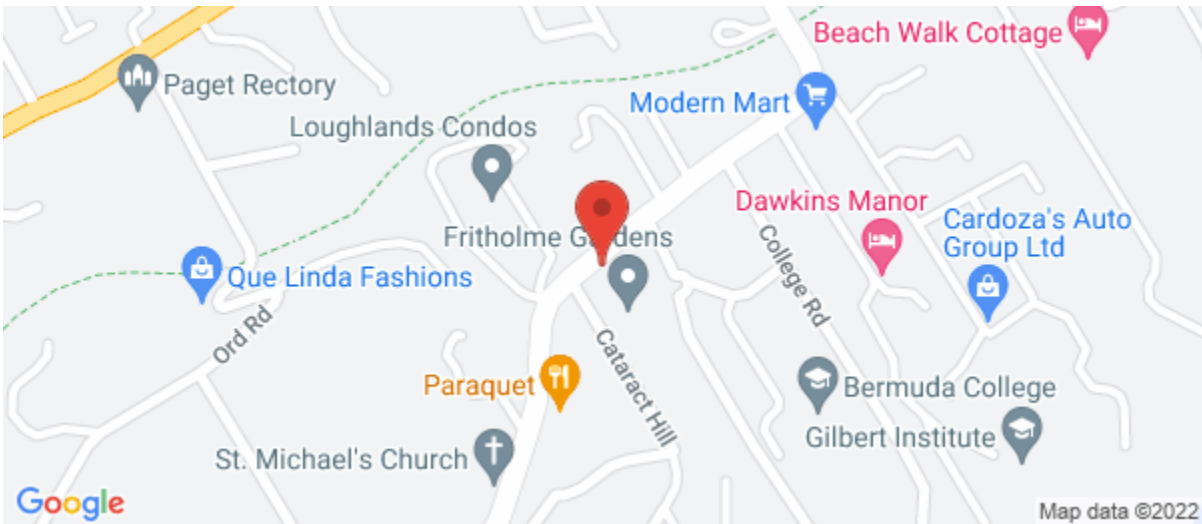 Beach Walk Cottage
Paget Rectory
Modern Mart
Loughlands Condos
Dawkins Manor
Cardoza's Auto
Group Ltd
Fritholme Gardens
College Rd
Que Linda Fashions
Ord Rd
Cataract Hill
Paraquet
Bermuda College
Gilbert Institute
St. Michael's Church
Google
Map data ©2022